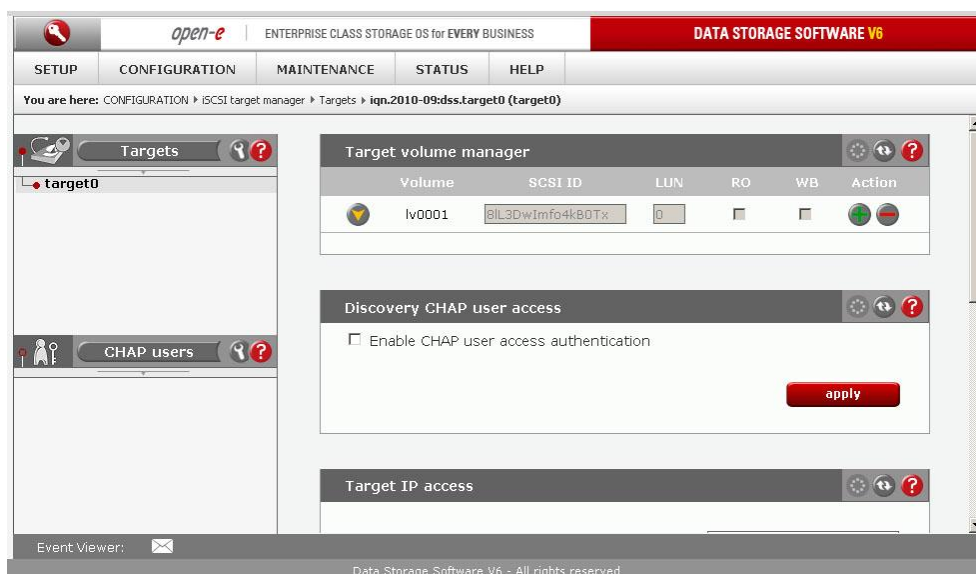 open-e ENTERPRISE CLASS STORAGE OS for EVERY BUSINESS DATA STORAGE SOFTWARE V6
SETUP CONFIGURATION MAINTENANCE STATUS HELP
You are here: CONFIGURATION iSCSI target manager Targets iqn.2010-09:dss.target0 (target0)
Targets ?
target0
CHAP users ?
Target volume manager ?
Volume SCSI ID LUN RO WB Action
lv0001 8lL3DwImfo4kB0Tx 0
Discovery CHAP user access ?
Enable CHAP user access authentication
apply
Target IP access ?
Event Viewer:
Data Storage Software V6 - All rights reserved